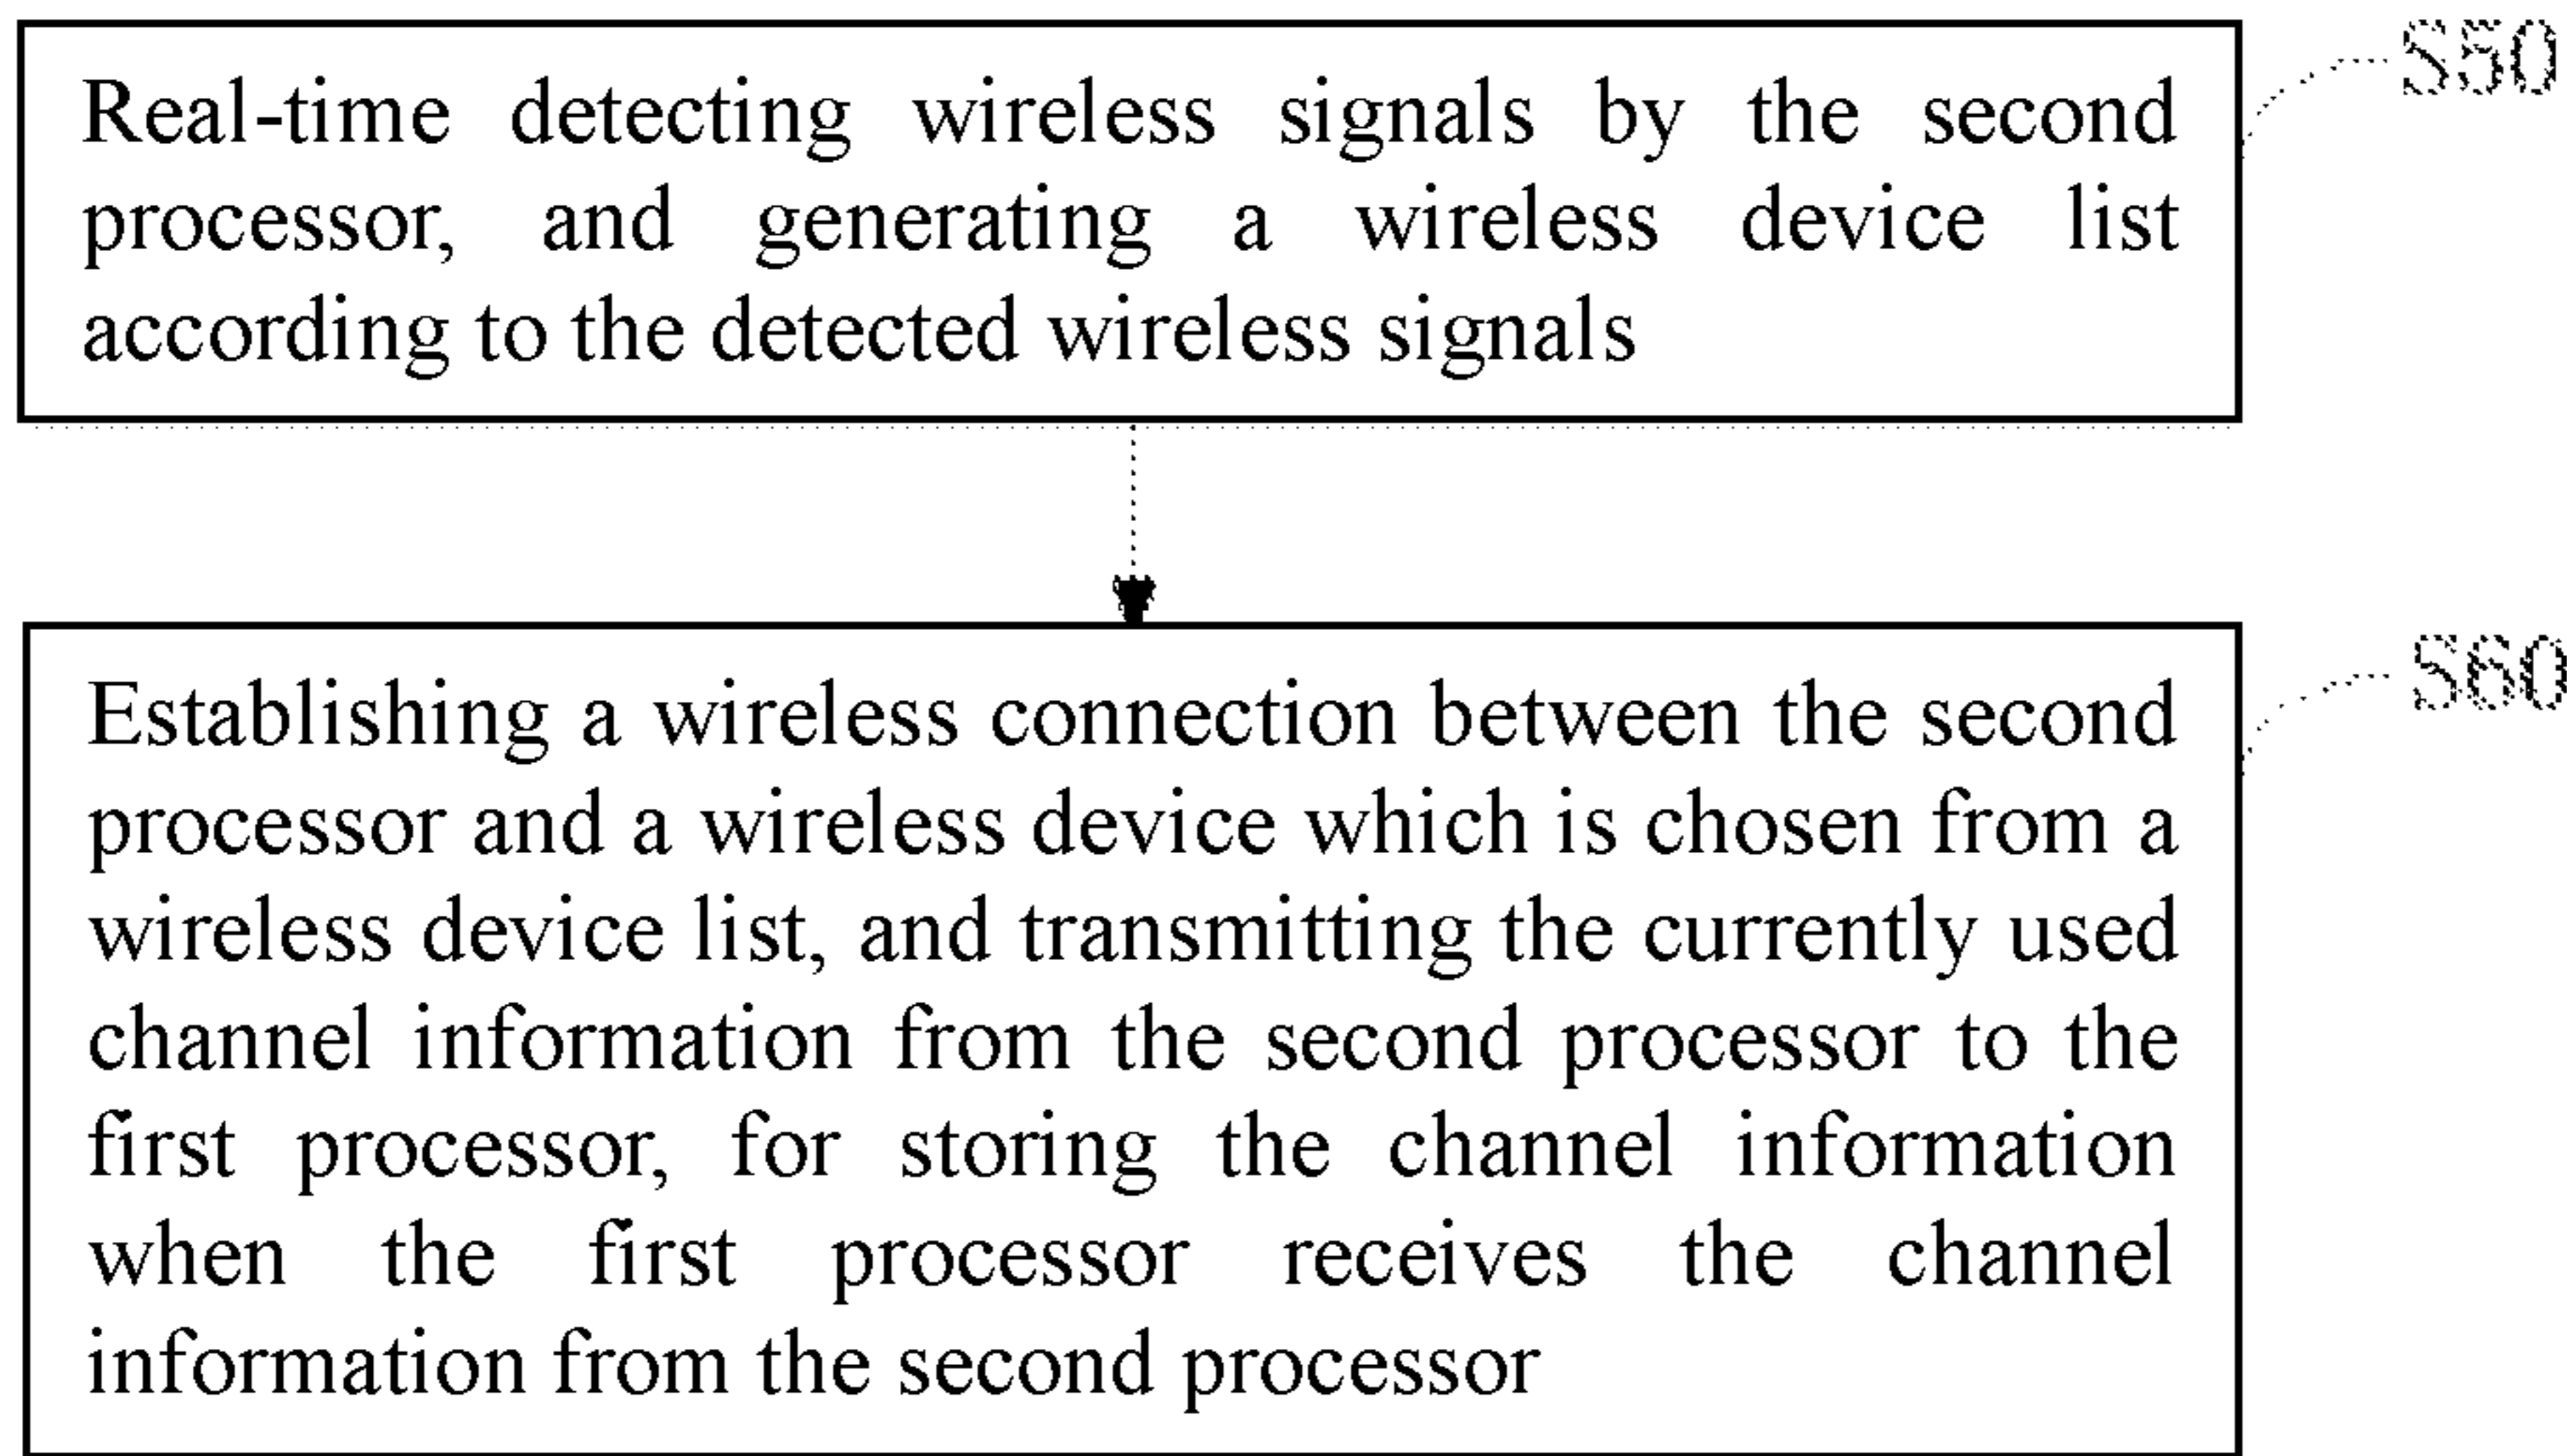 Real-time detecting wireless signals by the second
processor, and generating a wireless device list
according to the detected wireless signals
S50
Establishing a wireless connection between the second
processor and a wireless device which is chosen from a
wireless device list, and transmitting the currently used
channel information from the second processor to the
first processor, for storing the channel information
when the first processor receives the channel
information from the second processor
S60